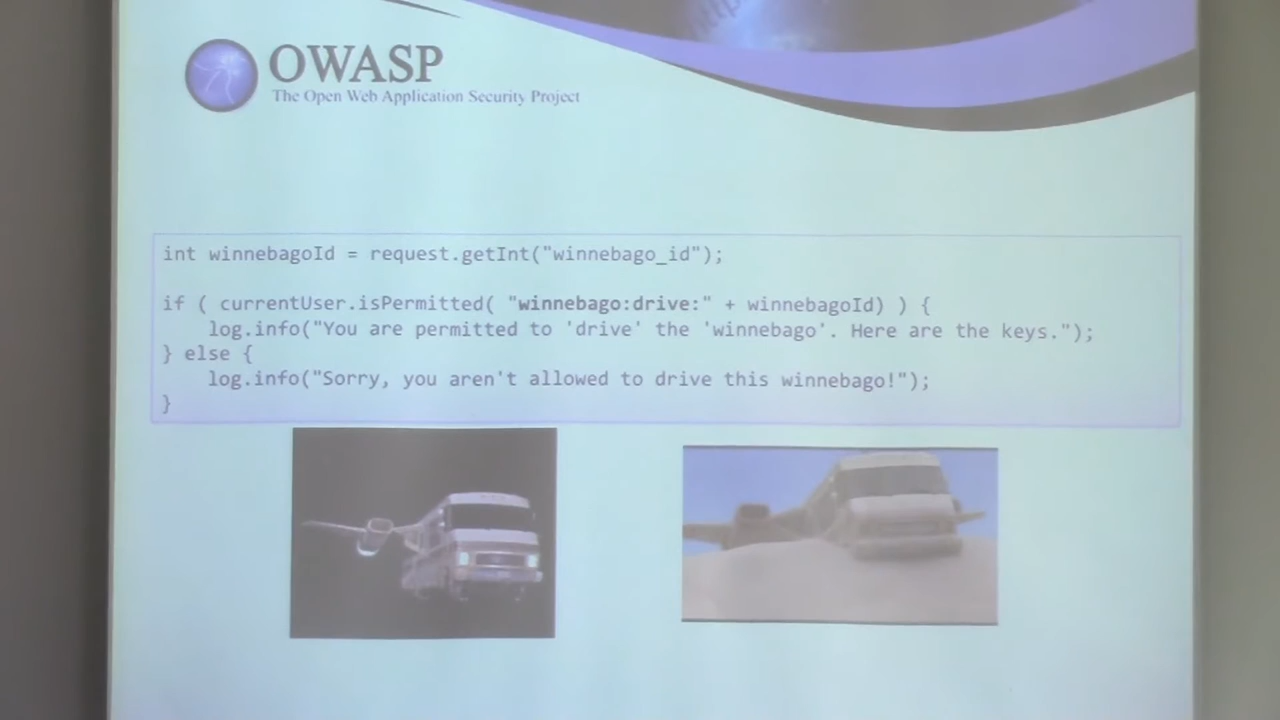 OWASP
The Open Web Application Security Project
int winnebagoId = request.getInt("winnebago_id");
if ( currentUser.isPermitted( "winnebago:drive:" + winnebagoId) ) {
log.info("You are permitted to 'drive' the 'winnebago'. Here are the keys.");
} else {
log.info("Sorry, you aren't allowed to drive this winnebago!");
}